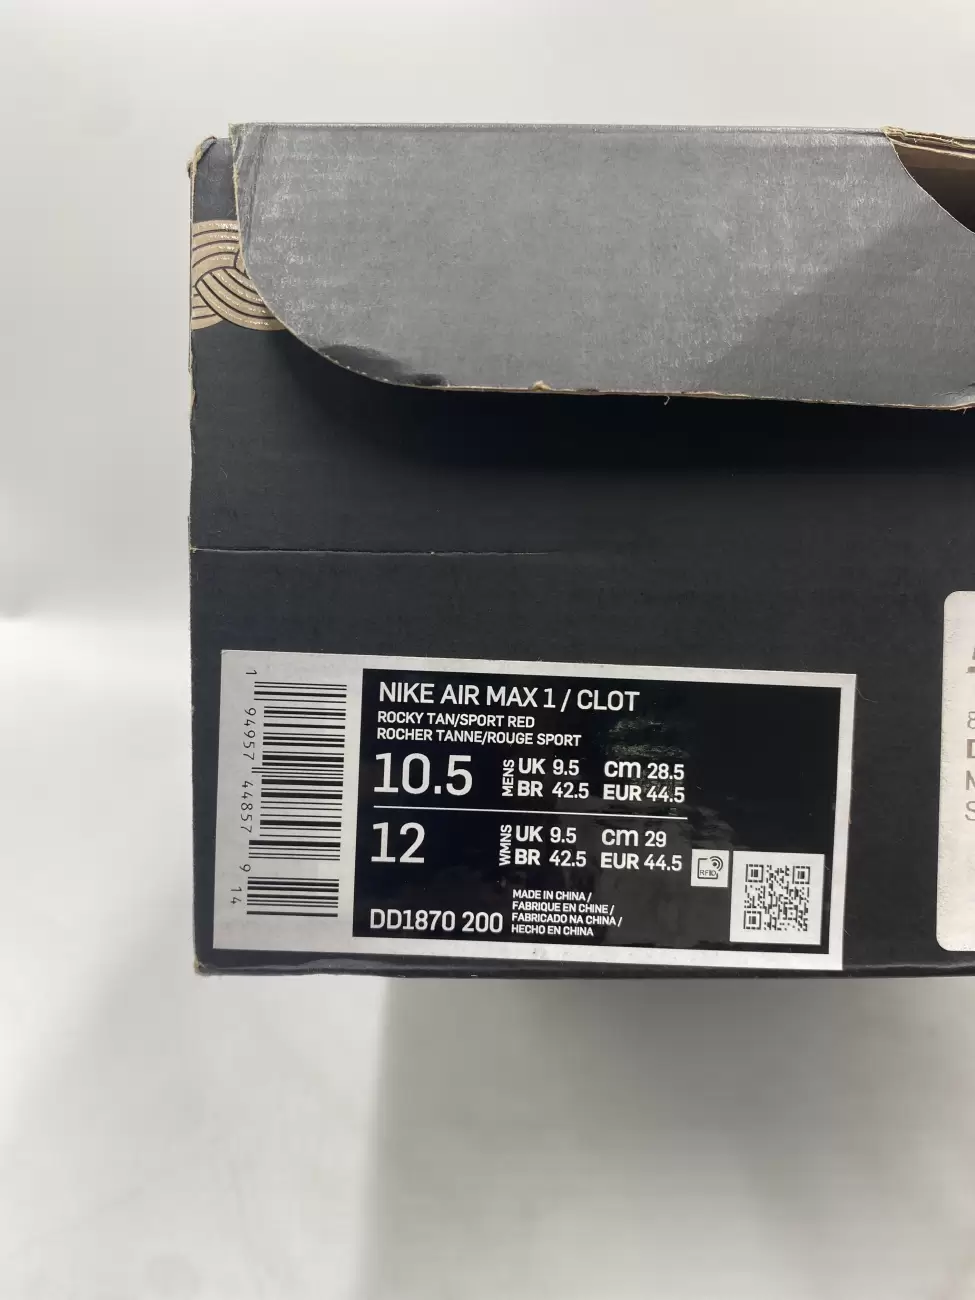 NIKE AIR MAX 1 / CLOT
ROCKY TAN/SPORT RED
ROCHER TANNE/ROUGE SPORT
10.5 MENS UK 9.5 cm 28.5
BR 42.5 EUR 44.5
12 WMNS UK 9.5 cm 29
BR 42.5 EUR 44.5
RFID
DD1870 200
MADE IN CHINA /
FABRIQUE EN CHINE /
FABRICADO NA CHINA /
HECHO EN CHINA
1 94957 44857 9 14